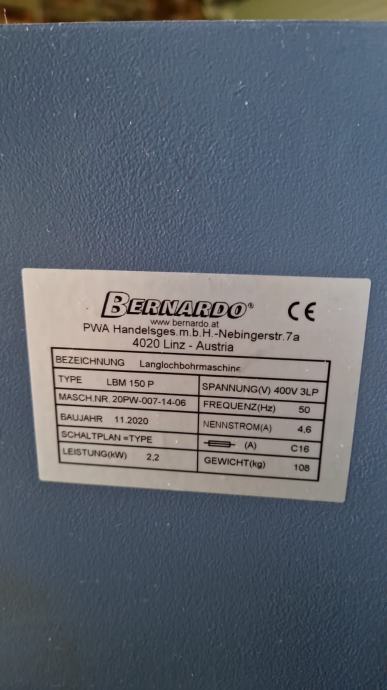 BERNARDO®
CE
www.bernardo.at
PWA Handelsges.m.b.H.-Nebingerstr.7a
4020 Linz - Austria
BEZEICHNUNG Langlochbohrmaschine
TYPE LBM 150 P
SPANNUNG(V) 400V 3LP
MASCH.NR. 20PW-007-14-06
FREQUENZ(Hz) 50
BAUJAHR 11.2020
NENNSTROM(A) 4,6
SCHALTPLAN =TYPE
(A) C16
LEISTUNG(kW) 2,2
GEWICHT(kg) 108